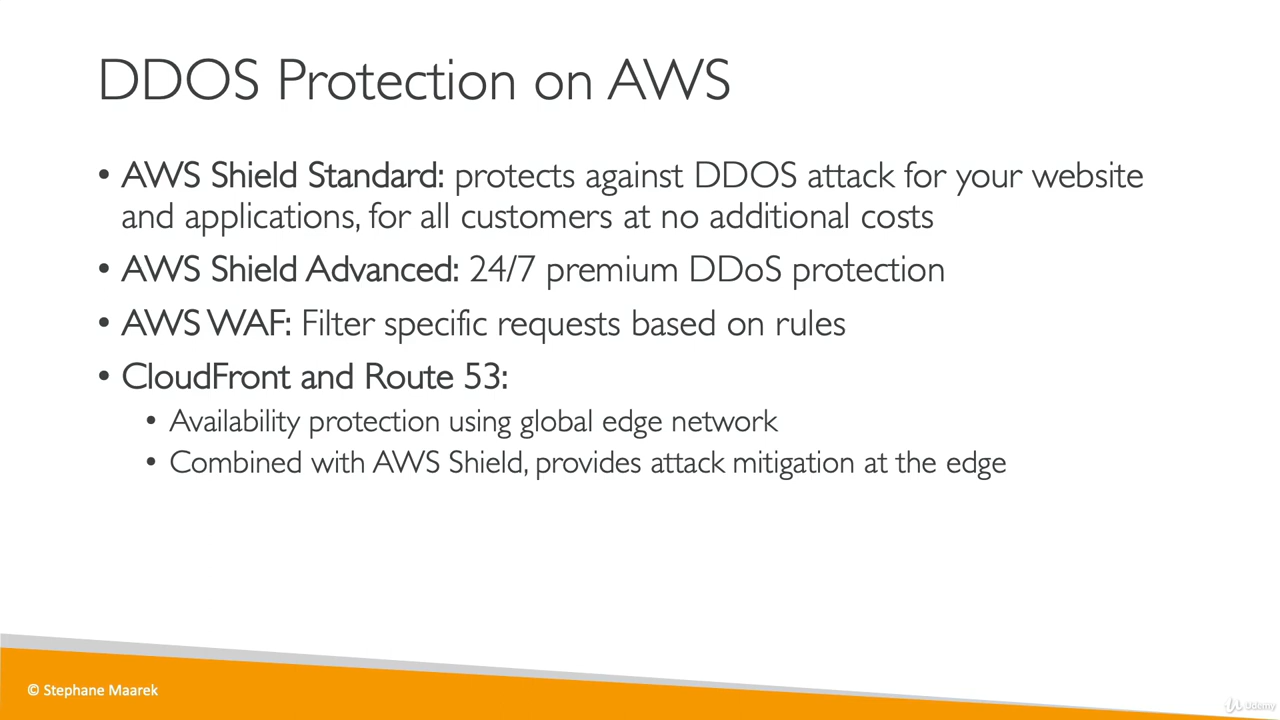 DDOS Protection on AWS
• AWS Shield Standard: protects against DDOS attack for your website
and applications, for all customers at no additional costs
• AWS Shield Advanced: 24/7 premium DDoS protection
• AWS WAF: Filter specific requests based on rules
• CloudFront and Route 53:
• Availability protection using global edge network
• Combined with AWS Shield, provides attack mitigation at the edge
© Stephane Maarek
Udemy